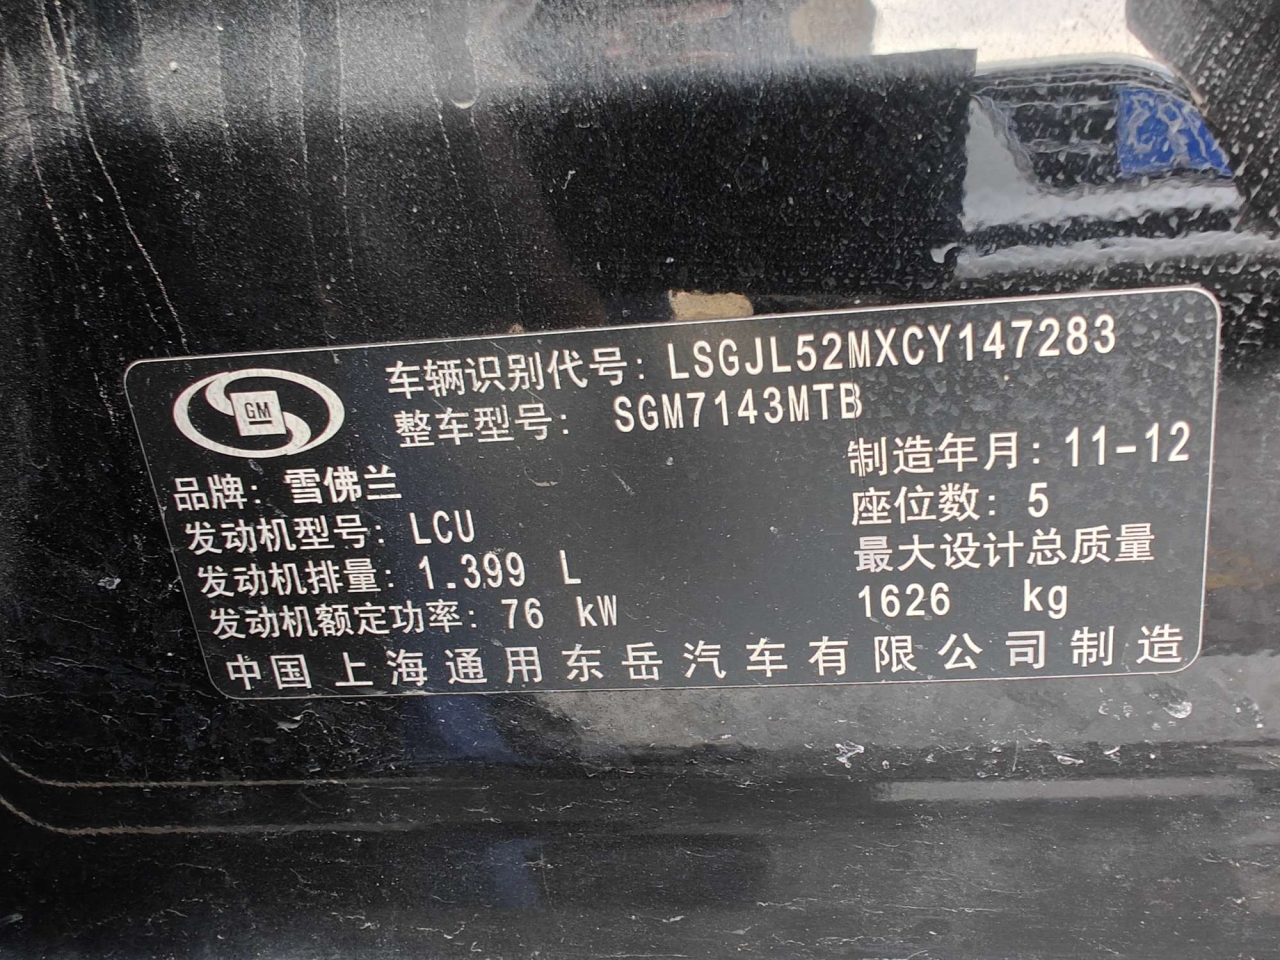 GM
车辆识别代号: LSGJL52MXCY147283
整车型号: SGM7143MTB
制造年月: 11-12
品牌: 雪佛兰
座位数: 5
发动机型号: LCU
最大设计总质量
发动机排量: 1.399 L
1626 kg
发动机额定功率: 76 kW
中国上海通用东岳汽车有限公司制造